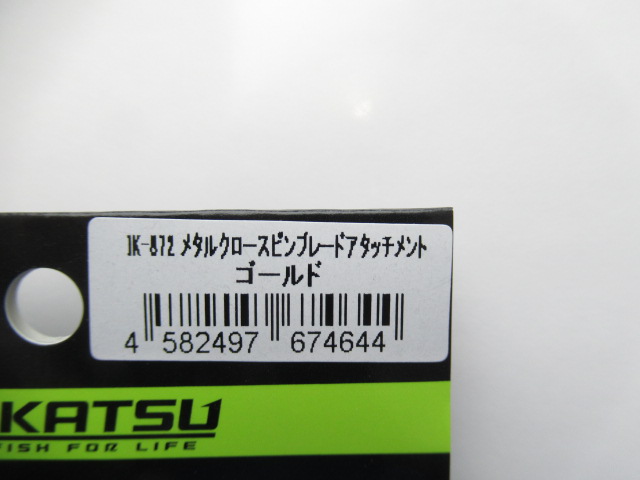 IK-872 ﾒﾀﾙｸﾛｰｽﾋﾟﾝﾌﾞﾚｰﾄﾞｱﾀｯﾁﾒﾝﾄ
ゴールド
4 582497 674644
KATSU
FISH FOR LIFE